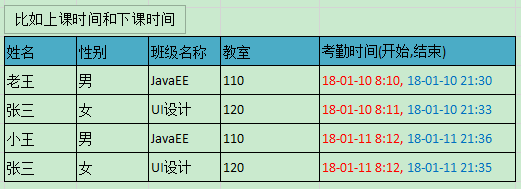 比如上课时间和下课时间
姓名 性别 班级名称 教室 考勤时间(开始,结束)
老王 男 JavaEE 110 18-01-10 8:10, 18-01-10 21:30
张三 女 UI设计 120 18-01-10 8:11, 18-01-10 21:33
小王 男 JavaEE 110 18-01-11 8:12, 18-01-11 21:36
张三 女 UI设计 120 18-01-11 8:12, 18-01-11 21:35